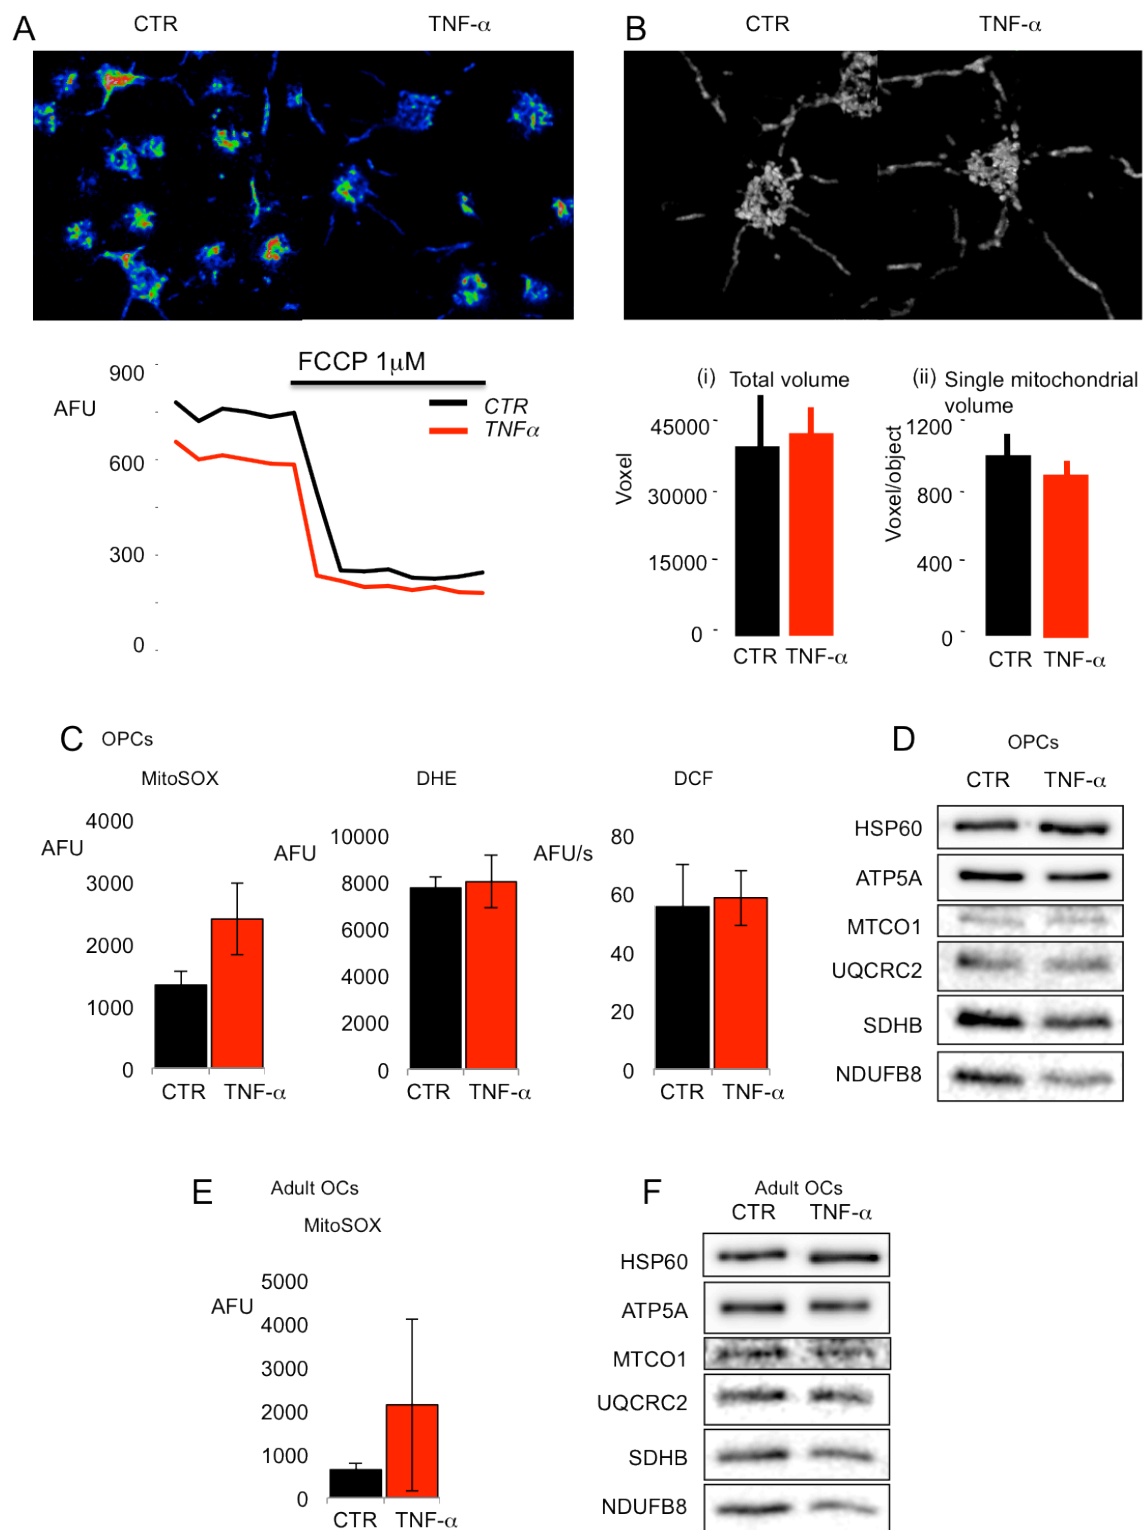 A CTR TNF-α
FCCP 1μM
900
AFU
CTR
TNFα
600
300
0
B CTR TNF-α
(i) Total volume
Voxel
45000
30000
15000
0
CTR TNF-α
(ii) Single mitochondrial
volume
Voxel/object
1200
800
400
0
CTR TNF-α
C OPCs
MitoSOX
AFU
4000
3000
2000
1000
0
CTR TNF-α
DHE
AFU
10000
8000
6000
4000
2000
0
CTR TNF-α
DCF
AFU/s
80
60
40
20
0
CTR TNF-α
D OPCs
CTR TNF-α
HSP60
ATP5A
MTCO1
UQCRC2
SDHB
NDUFB8
E Adult OCs
MitoSOX
AFU
5000
4000
3000
2000
1000
0
CTR TNF-α
F Adult OCs
CTR TNF-α
HSP60
ATP5A
MTCO1
UQCRC2
SDHB
NDUFB8